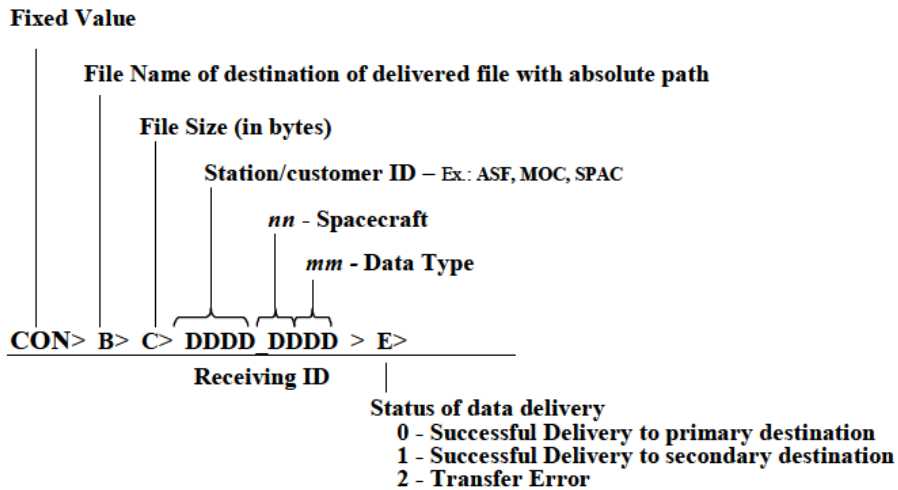 Fixed Value
File Name of destination of delivered file with absolute path
File Size (in bytes)
Station/customer ID – Ex.: ASF, MOC, SPAC
nn - Spacecraft
mm - Data Type
CON> B> C> DDDD_DDDD > E>
Receiving ID
Status of data delivery
0 - Successful Delivery to primary destination
1 - Successful Delivery to secondary destination
2 - Transfer Error